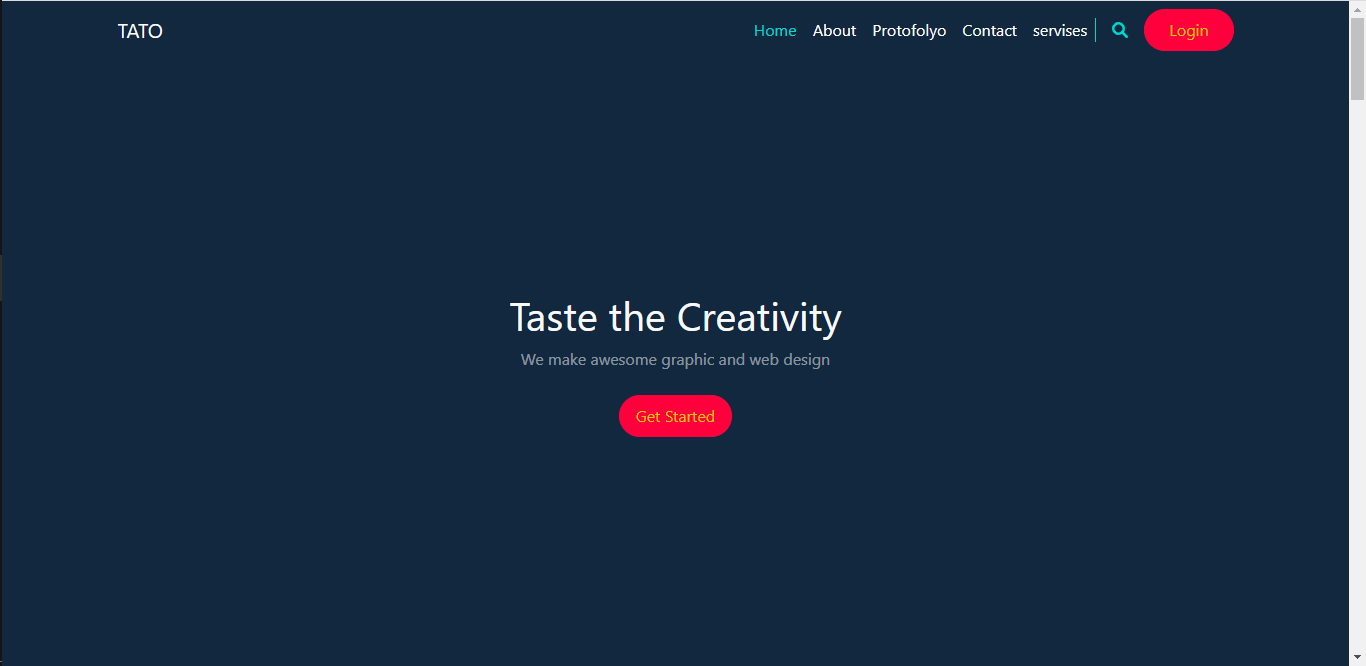 TATO Home About Protofolyo Contact servises Login
Taste the Creativity
We make awesome graphic and web design
Get Started